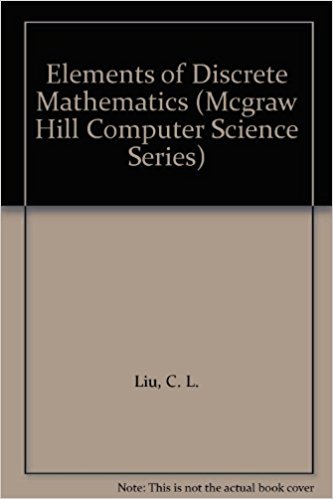 Elements of Discrete
Mathematics (Mcgraw
Hill Computer Science
Series)
Liu, C. L.
Note: This is not the actual book cover